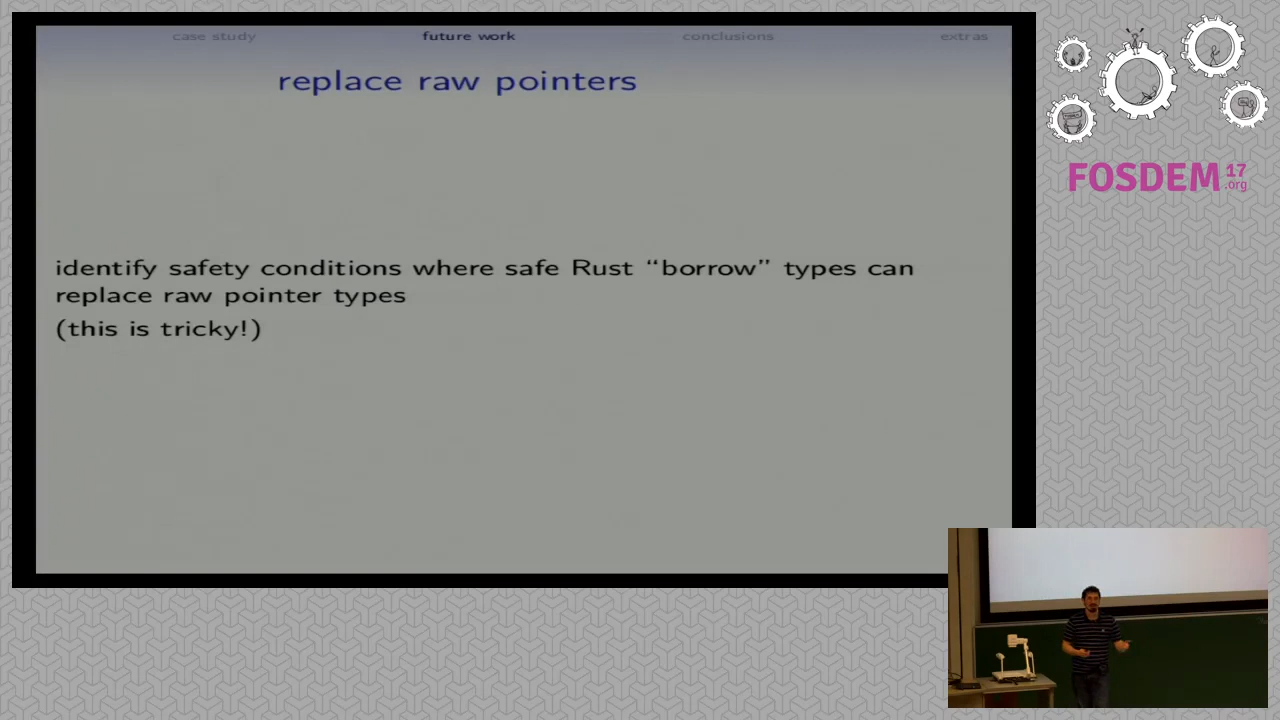 case study future work conclusions extras
replace raw pointers
identify safety conditions where safe Rust “borrow” types can
replace raw pointer types
(this is tricky!)
FOSDEM 17
.org